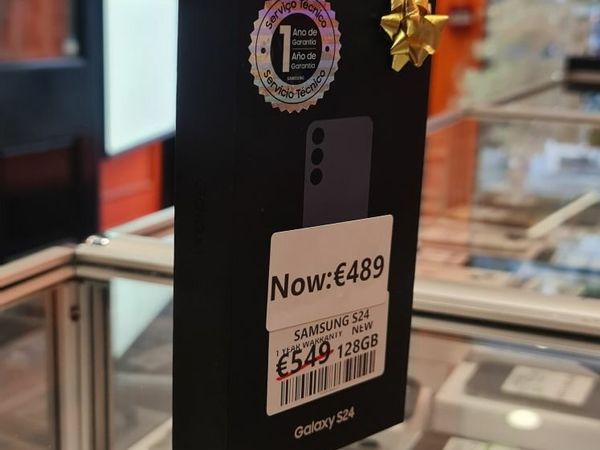 Serviço Técnico
1 Ano de
Garantia
Año de
Garantía
SAMSUNG
Servicio Técnico
Now:€489
SAMSUNG S24
1 YEAR WARRANTY NEW
€549 128GB
Galaxy S24